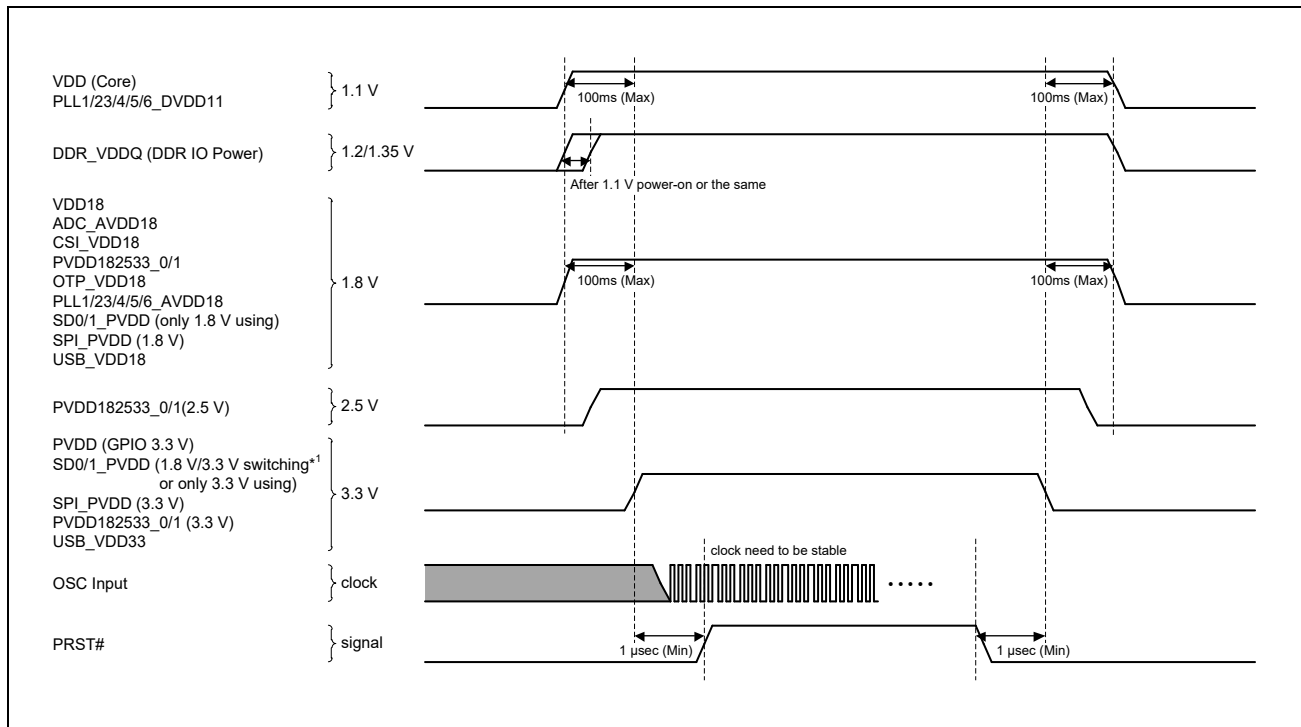 VDD (Core)
PLL1/23/4/5/6_DVDD11
1.1 V
100ms (Max)
100ms (Max)
DDR_VDDQ (DDR IO Power)
1.2/1.35 V
After 1.1 V power-on or the same
VDD18
ADC_AVDD18
CSI_VDD18
PVDD182533_0/1
OTP_VDD18
PLL1/23/4/5/6_AVDD18
SD0/1_PVDD (only 1.8 V using)
SPI_PVDD (1.8 V)
USB_VDD18
1.8 V
100ms (Max)
100ms (Max)
PVDD182533_0/1(2.5 V)
2.5 V
PVDD (GPIO 3.3 V)
SD0/1_PVDD (1.8 V/3.3 V switching*1
or only 3.3 V using)
SPI_PVDD (3.3 V)
PVDD182533_0/1 (3.3 V)
USB_VDD33
3.3 V
clock need to be stable
OSC Input
clock
PRST#
signal
1 μsec (Min)
1 μsec (Min)